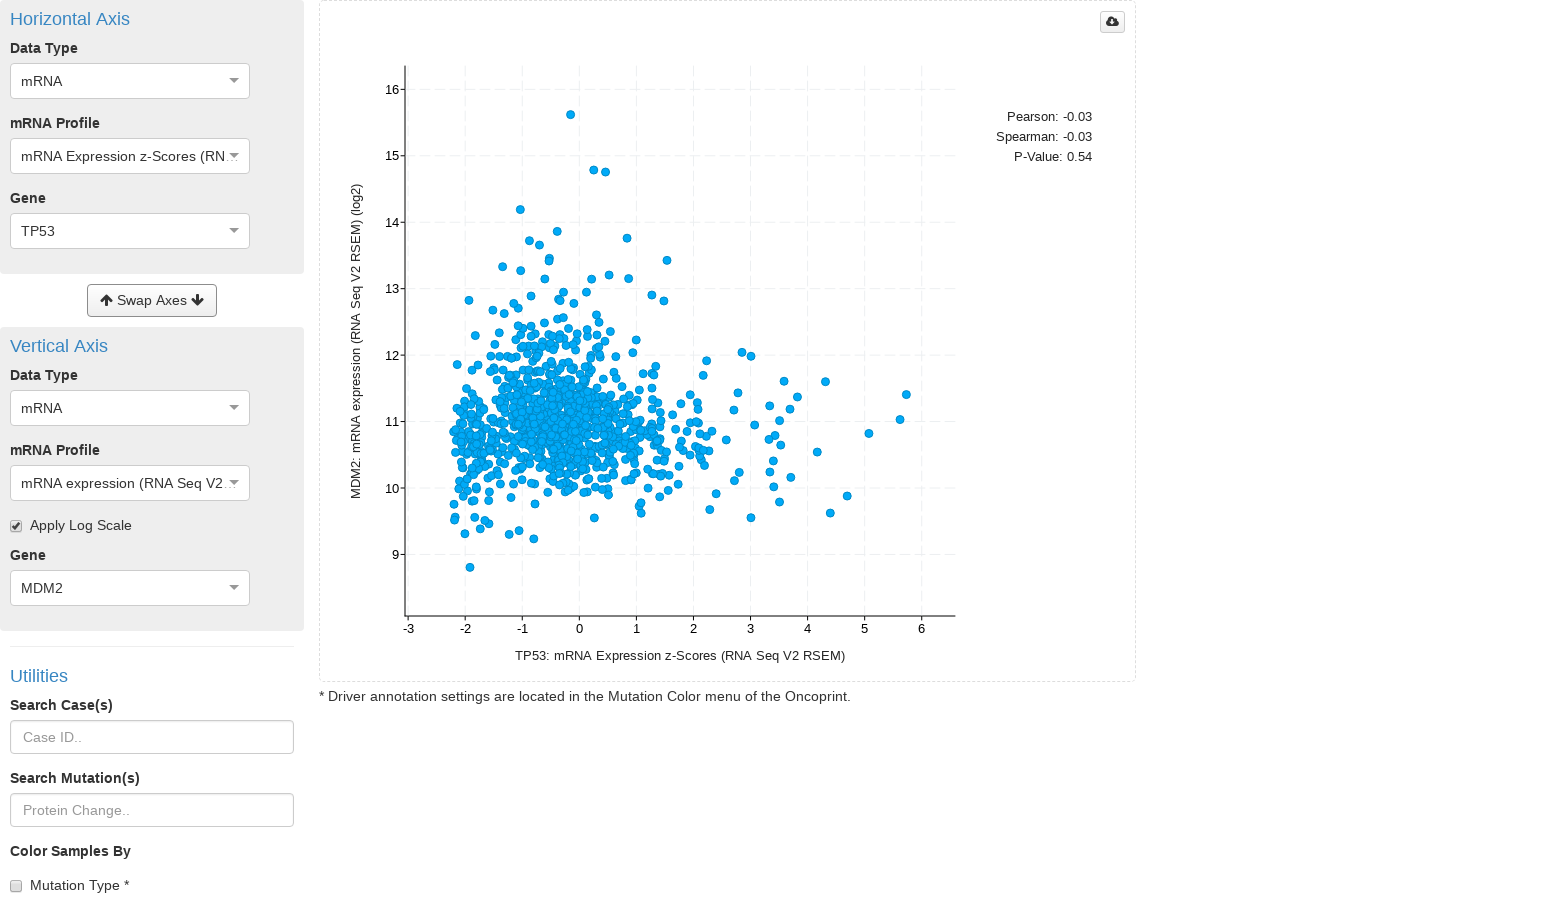 Horizontal Axis
Data Type
mRNA
mRNA Profile
mRNA Expression z-Scores (RN...
Gene
TP53
Swap Axes
Vertical Axis
Data Type
mRNA
mRNA Profile
mRNA expression (RNA Seq V2 ...
Apply Log Scale
Gene
MDM2
Utilities
Search Case(s)
Case ID..
Search Mutation(s)
Protein Change..
Color Samples By
Mutation Type *
MDM2: mRNA expression (RNA Seq V2 RSEM) (log2)
16
15
14
13
12
11
10
9
-3 -2 -1 0 1 2 3 4 5 6
TP53: mRNA Expression z-Scores (RNA Seq V2 RSEM)
Pearson: -0.03
Spearman: -0.03
P-Value: 0.54
* Driver annotation settings are located in the Mutation Color menu of the Oncoprint.